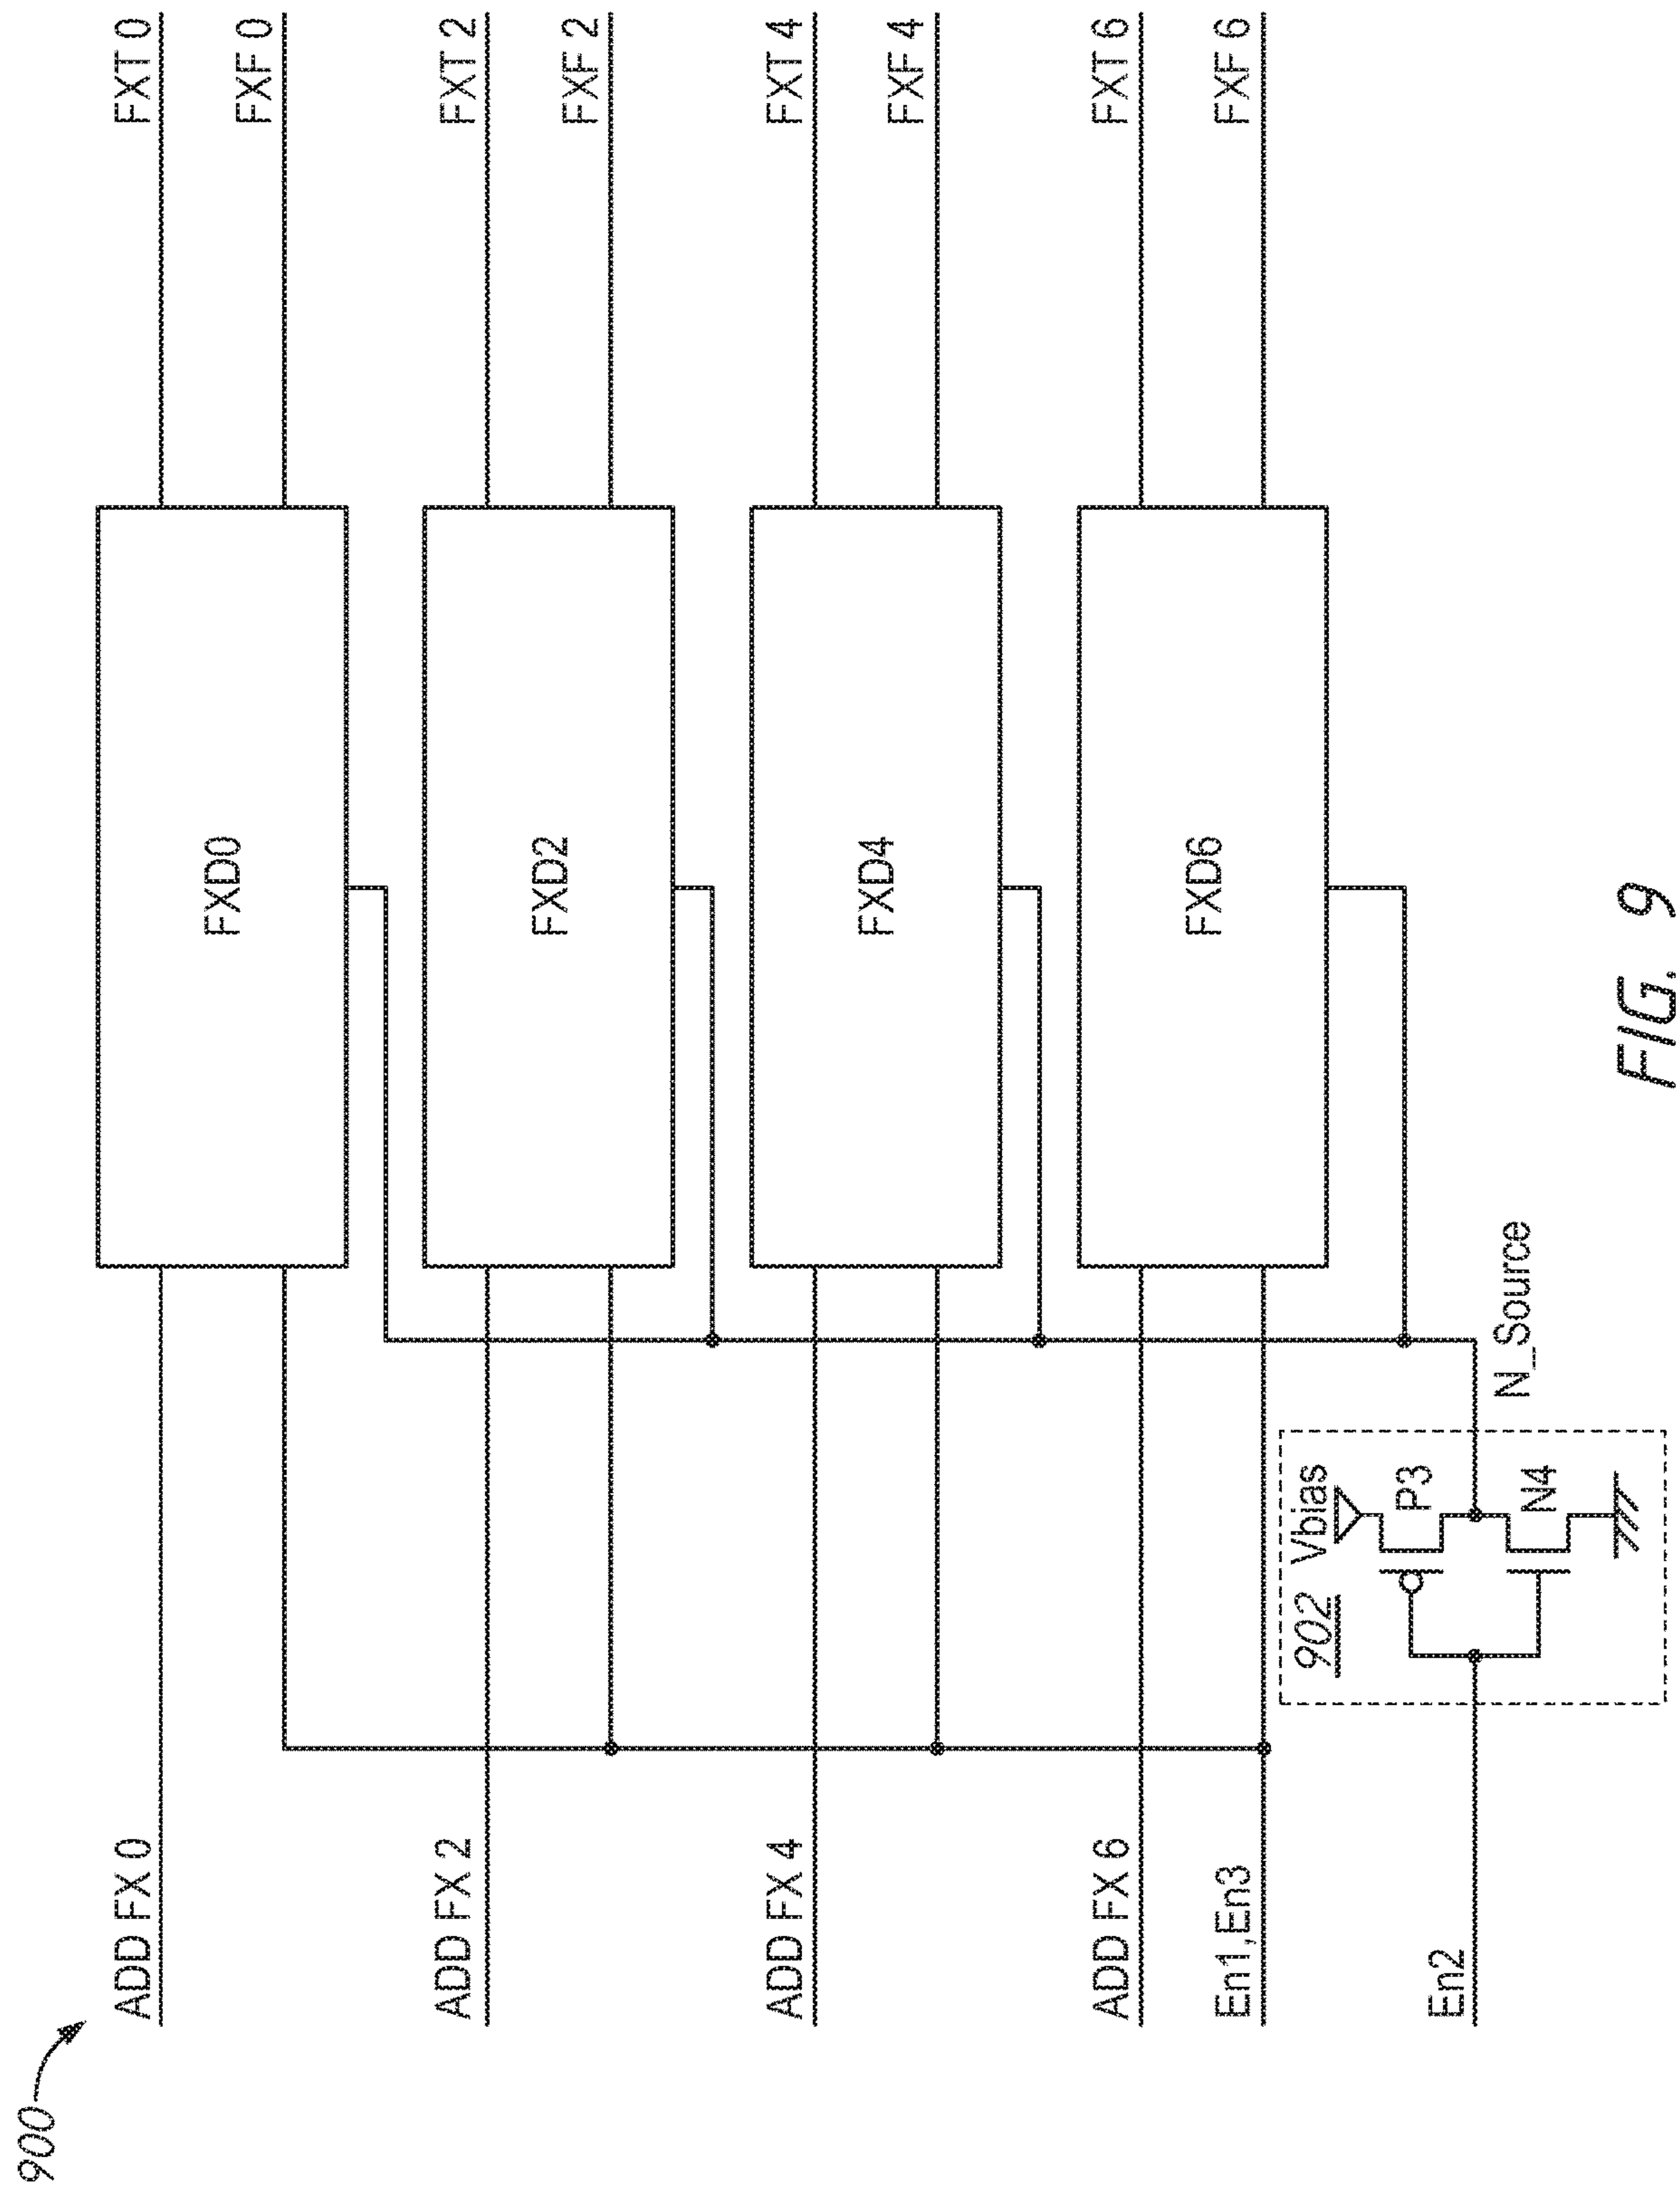 900
ADD FX 0
FXD0
FXT 0
FXF 0
ADD FX 2
FXD2
FXT 2
FXF 2
ADD FX 4
FXD4
FXT 4
FXF 4
ADD FX 6
FXD6
FXT 6
En1,En3
FXF 6
902
Vbias
P3
En2
N4
N_Source
FIG. 9